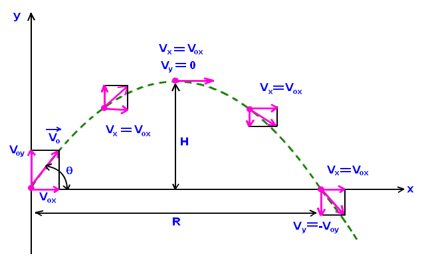 y
Vx = Vox
Vy = 0
Vx = Vox
Vx = Vox
V0
Voy
θ
H
Vx = Vox
Vox
x
R
Vy = -Voy